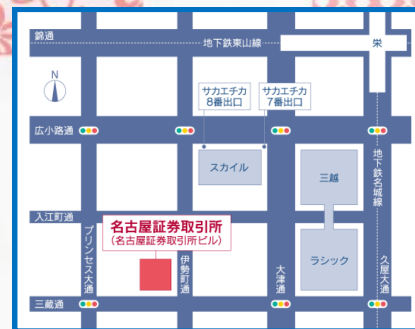 錦通
地下鉄東山線
栄
N
サカエチカ
8番出口
サカエチカ
7番出口
広小路通
スカイル
三越
地下鉄名城線
入江町通
名古屋証券取引所
(名古屋証券取引所ビル)
プリンセス大通
伊勢町通
大津通
ラシック
久屋大通
三蔵通